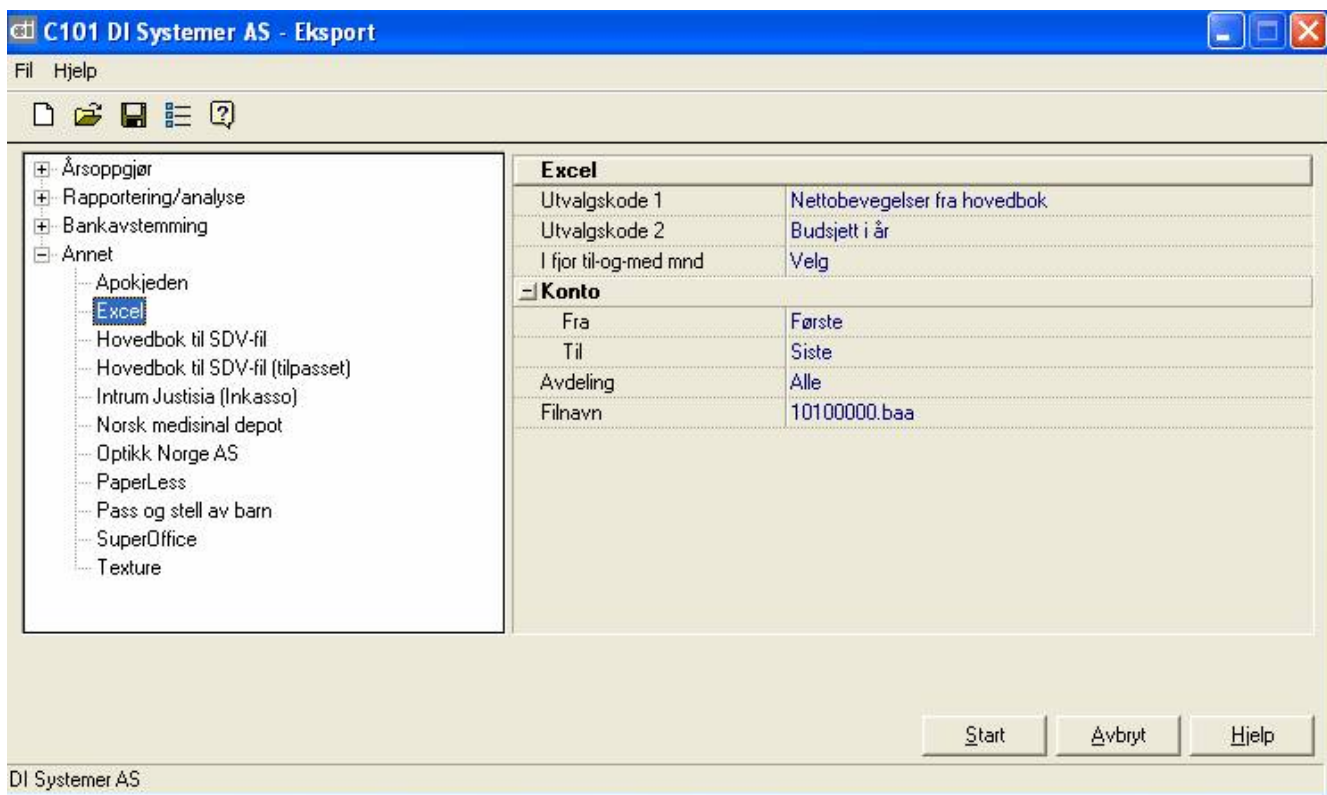 cti C101 DI Systemer AS - Eksport
Fil Hjelp
Årsoppgjør
Rapportering/analyse
Bankavstemming
Annet
Apokjeden
Excel
Hovedbok til SDV-fil
Hovedbok til SDV-fil (tilpasset)
Intrum Justisia (Inkasso)
Norsk medisinal depot
Optikk Norge AS
PaperLess
Pass og stell av barn
SuperOffice
Texture
Excel
Utvalgskode 1 Nettobevegelser fra hovedbok
Utvalgskode 2 Budsjett i år
I fjor til-og-med mnd Velg
Konto
Fra Første
Til Siste
Avdeling Alle
Filnavn 10100000.baa
Start Avbryt Hjelp
DI Systemer AS